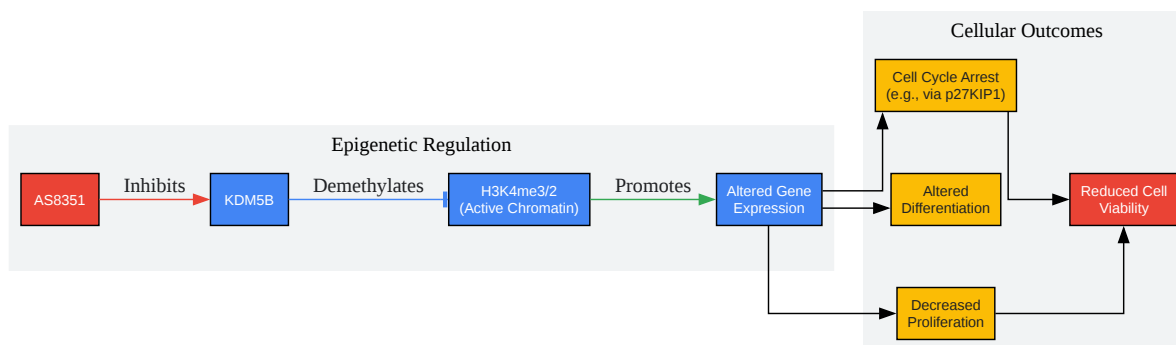 Cellular Outcomes
Cell Cycle Arrest
(e.g., via p27KIP1)
Epigenetic Regulation
AS8351
Inhibits
KDM5B
Demethylates
H3K4me3/2
(Active Chromatin)
Promotes
Altered Gene
Expression
Altered
Differentiation
Reduced Cell
Viability
Decreased
Proliferation